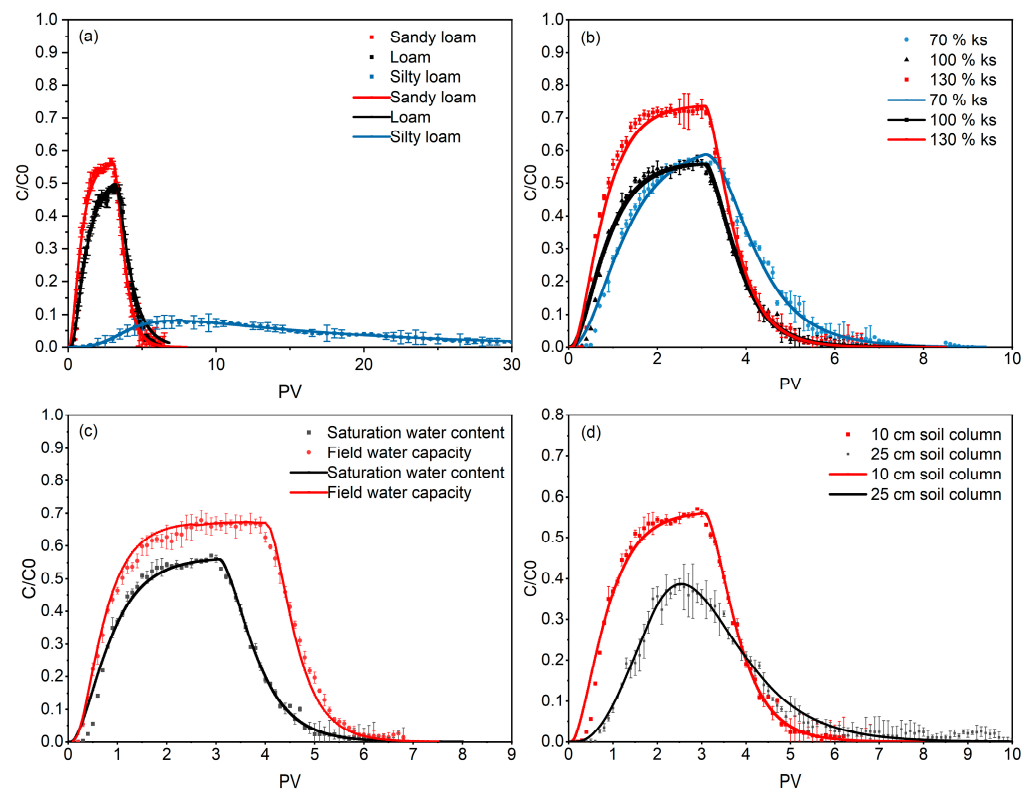 (a)
Sandy loam
Loam
Silty loam
Sandy loam
Loam
Silty loam
C/C0
1.0
0.9
0.8
0.7
0.6
0.5
0.4
0.3
0.2
0.1
0.0
0 10 20 30
PV
(b)
70 % ks
100 % ks
130 % ks
70 % ks
100 % ks
130 % ks
C/C0
1.0
0.9
0.8
0.7
0.6
0.5
0.4
0.3
0.2
0.1
0.0
0 2 4 6 8 10
PV
(c)
Saturation water content
Field water capacity
Saturation water content
Field water capacity
C/C0
1.0
0.9
0.8
0.7
0.6
0.5
0.4
0.3
0.2
0.1
0.0
0 1 2 3 4 5 6 7 8 9
PV
(d)
10 cm soil column
25 cm soil column
10 cm soil column
25 cm soil column
C/C0
0.8
0.7
0.6
0.5
0.4
0.3
0.2
0.1
0.0
0 1 2 3 4 5 6 7 8 9 10
PV